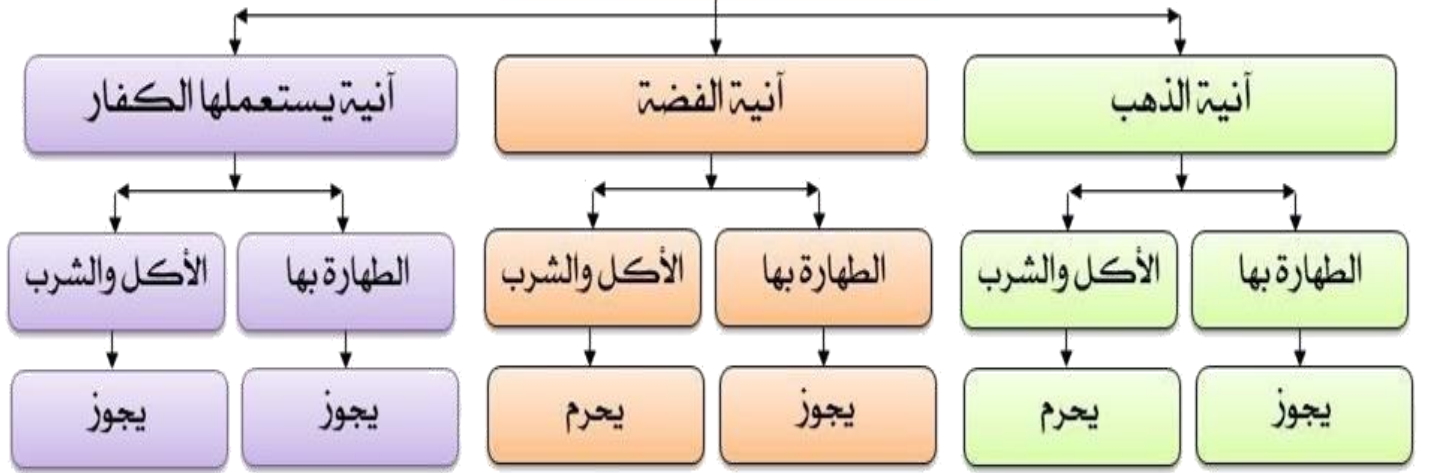 آنية الذهب
آنية الفضة
آنية يستعملها الكفار
الطهارة بها
الأكل والشرب
الطهارة بها
الأكل والشرب
الطهارة بها
الأكل والشرب
يجوز
يحرم
يجوز
يحرم
يجوز
يجوز